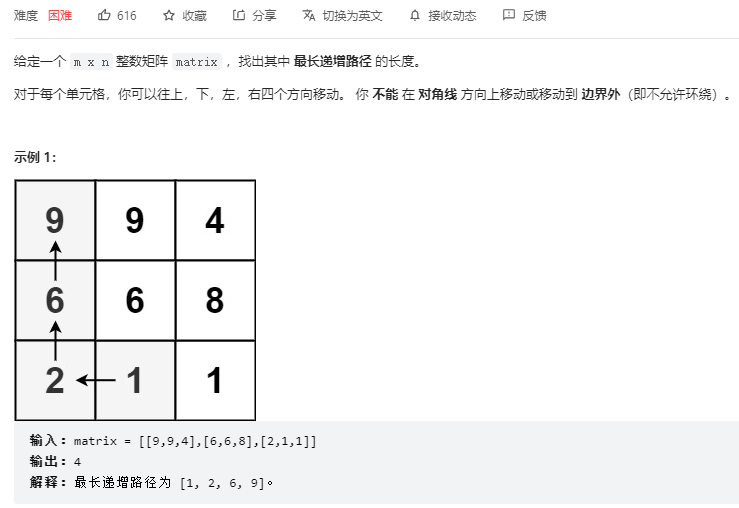 难度 困难 616 收藏 分享 切换为英文 接收动态 反馈
给定一个 m x n 整数矩阵 matrix ，找出其中 最长递增路径 的长度。
对于每个单元格，你可以往上，下，左，右四个方向移动。 你 不能 在 对角线 方向上移动或移动到 边界外（即不允许环绕）。
示例 1：
9 9 4
6 6 8
2 1 1
输入：matrix = [[9,9,4],[6,6,8],[2,1,1]]
输出：4
解释：最长递增路径为 [1, 2, 6, 9]。